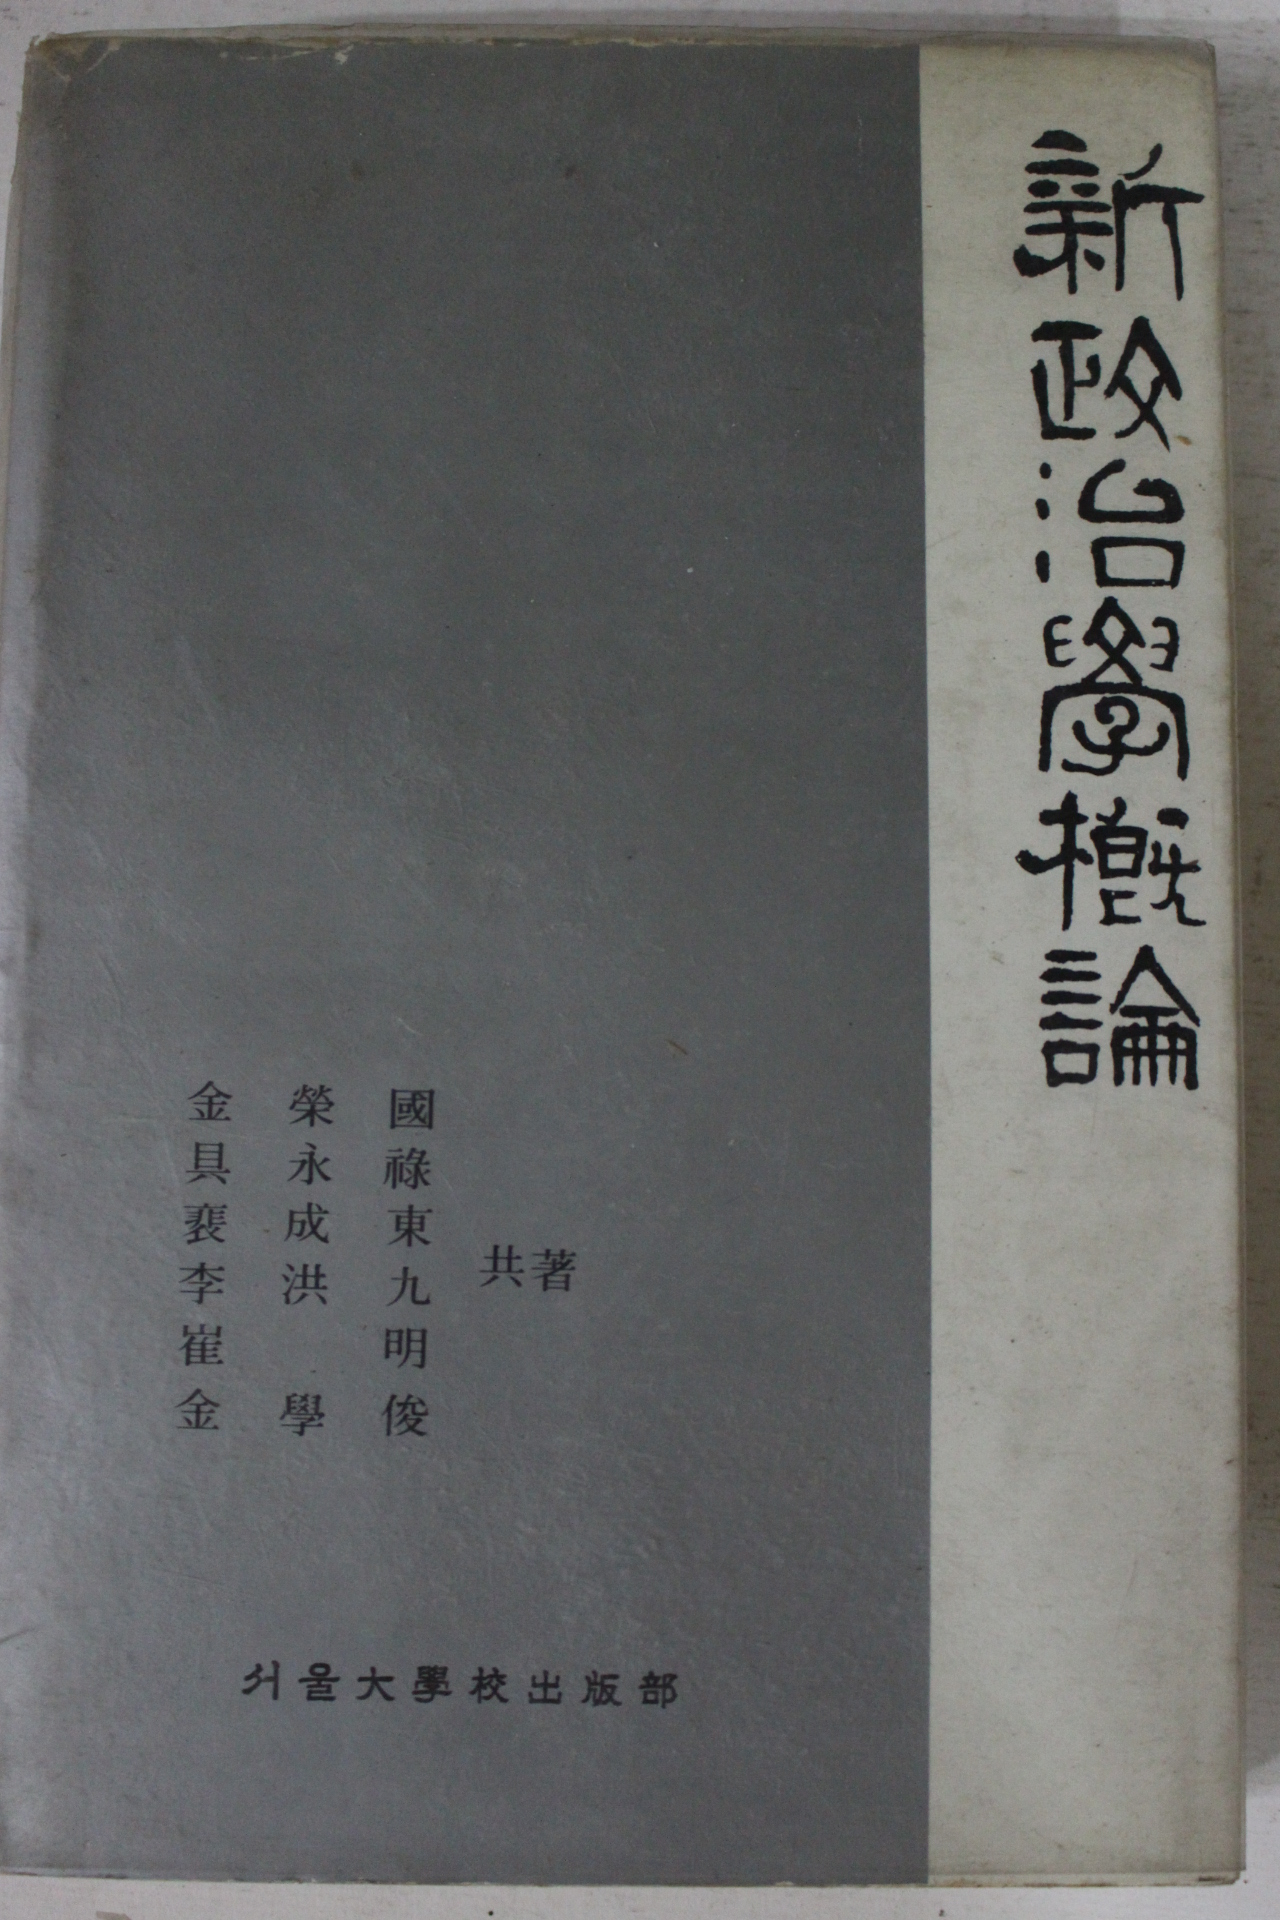 新政治學概論
金榮國
具永祿
裵成東 共著
李洪九
崔明
金學俊
서울大學校出版部